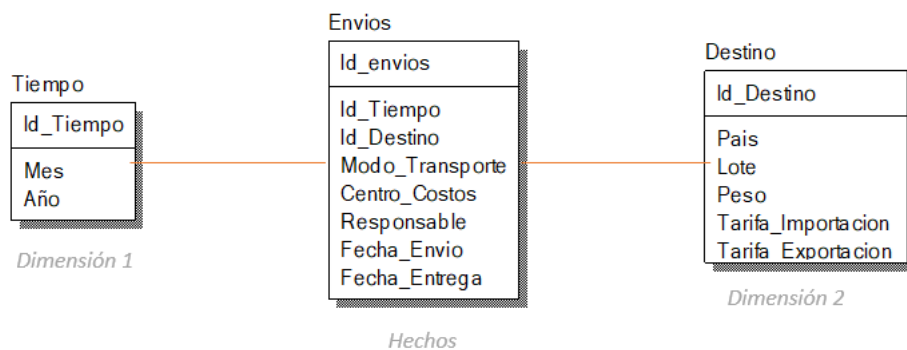 Tiempo
Id_Tiempo
Mes
Año
Dimensión 1
Envios
Id_envios
Id_Tiempo
Id_Destino
Modo_Transporte
Centro_Costos
Responsable
Fecha_Envio
Fecha_Entrega
Hechos
Destino
Id_Destino
Pais
Lote
Peso
Tarifa_Importacion
Tarifa_Exportacion
Dimensión 2